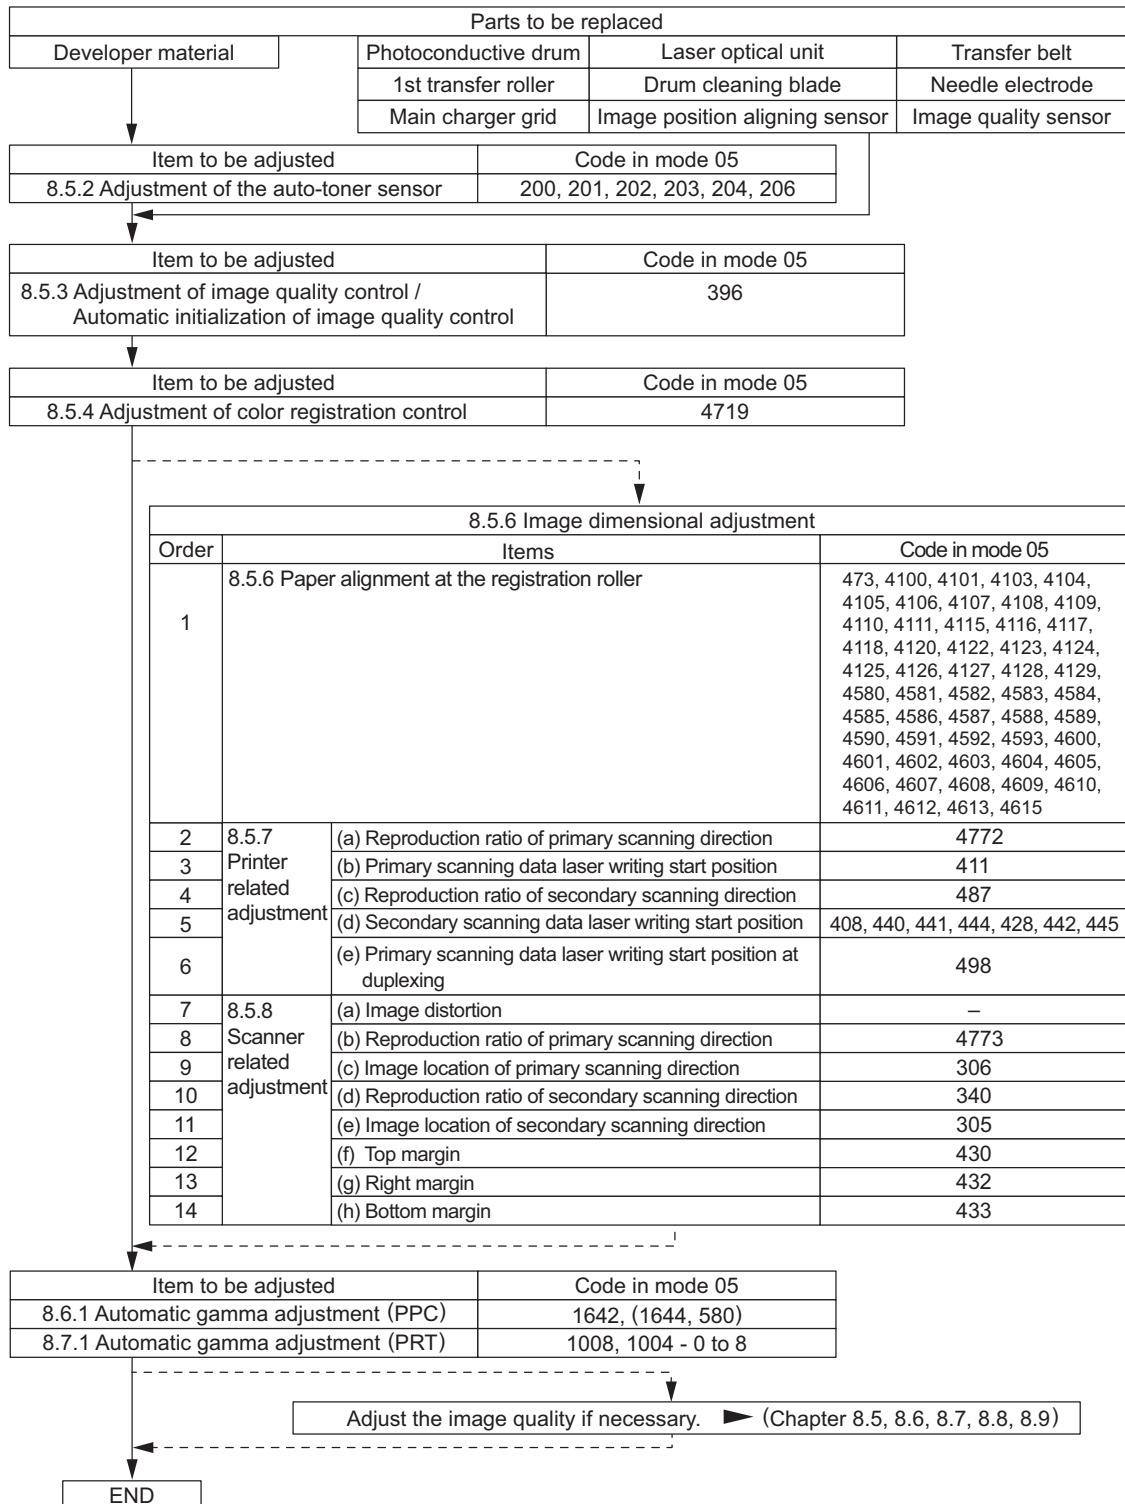 Parts to be replaced
Developer material
Photoconductive drum Laser optical unit Transfer belt
1st transfer roller Drum cleaning blade Needle electrode
Main charger grid Image position aligning sensor Image quality sensor
Item to be adjusted Code in mode 05
8.5.2 Adjustment of the auto-toner sensor 200, 201, 202, 203, 204, 206
Item to be adjusted Code in mode 05
8.5.3 Adjustment of image quality control / 396
Automatic initialization of image quality control
Item to be adjusted Code in mode 05
8.5.4 Adjustment of color registration control 4719
8.5.6 Image dimensional adjustment
Order Items Code in mode 05
1 8.5.6 Paper alignment at the registration roller
473, 4100, 4101, 4103, 4104,
4105, 4106, 4107, 4108, 4109,
4110, 4111, 4115, 4116, 4117,
4118, 4120, 4122, 4123, 4124,
4125, 4126, 4127, 4128, 4129,
4580, 4581, 4582, 4583, 4584,
4585, 4586, 4587, 4588, 4589,
4590, 4591, 4592, 4593, 4600,
4601, 4602, 4603, 4604, 4605,
4606, 4607, 4608, 4609, 4610,
4611, 4612, 4613, 4615
8.5.7
Printer
related
adjustment
2 (a) Reproduction ratio of primary scanning direction 4772
3 (b) Primary scanning data laser writing start position 411
4 (c) Reproduction ratio of secondary scanning direction 487
5 (d) Secondary scanning data laser writing start position 408, 440, 441, 444, 428, 442, 445
6 (e) Primary scanning data laser writing start position at
duplexing 498
8.5.8
Scanner
related
adjustment
7 (a) Image distortion –
8 (b) Reproduction ratio of primary scanning direction 4773
9 (c) Image location of primary scanning direction 306
10 (d) Reproduction ratio of secondary scanning direction 340
11 (e) Image location of secondary scanning direction 305
12 (f) Top margin 430
13 (g) Right margin 432
14 (h) Bottom margin 433
Item to be adjusted Code in mode 05
8.6.1 Automatic gamma adjustment (PPC) 1642, (1644, 580)
8.7.1 Automatic gamma adjustment (PRT) 1008, 1004 - 0 to 8
Adjust the image quality if necessary. ► (Chapter 8.5, 8.6, 8.7, 8.8, 8.9)
END